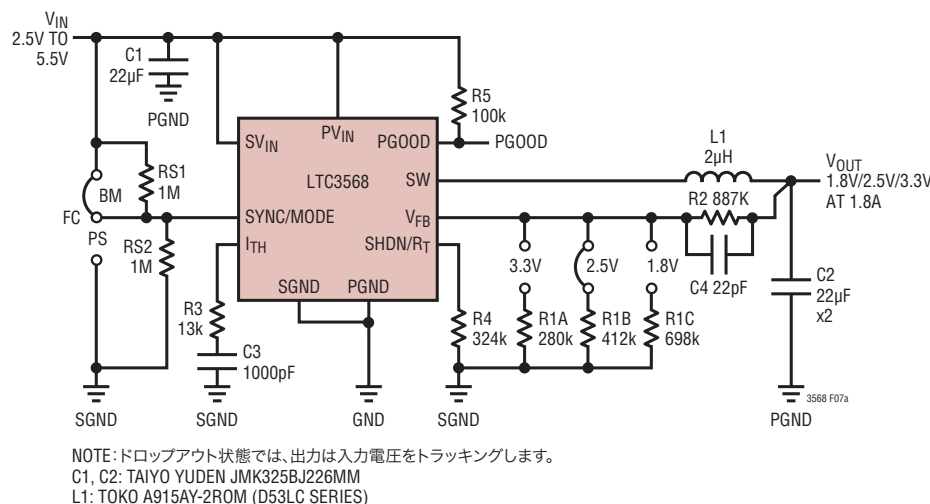 VIN
2.5V TO
5.5V
C1
22µF
PGND
R5
100k
PGOOD
SVIN
PVIN
PGOOD
LTC3568
SW
L1
2µH
VOUT
1.8V/2.5V/3.3V
AT 1.8A
RS1
1M
BM
FC
PS
SYNC/MODE
VFB
R2 887K
RS2
1M
ITH
SHDN/RT
3.3V
2.5V
1.8V
C4 22pF
C2
22µF
x2
SGND
PGND
R3
13k
C3
1000pF
R4
324k
R1A
280k
R1B
412k
R1C
698k
SGND
SGND
GND
SGND
PGND
3568 F07a
NOTE:ドロップアウト状態では、出力は入力電圧をトラッキングします。
C1, C2: TAIYO YUDEN JMK325BJ226MM
L1: TOKO A915AY-2ROM (D53LC SERIES)